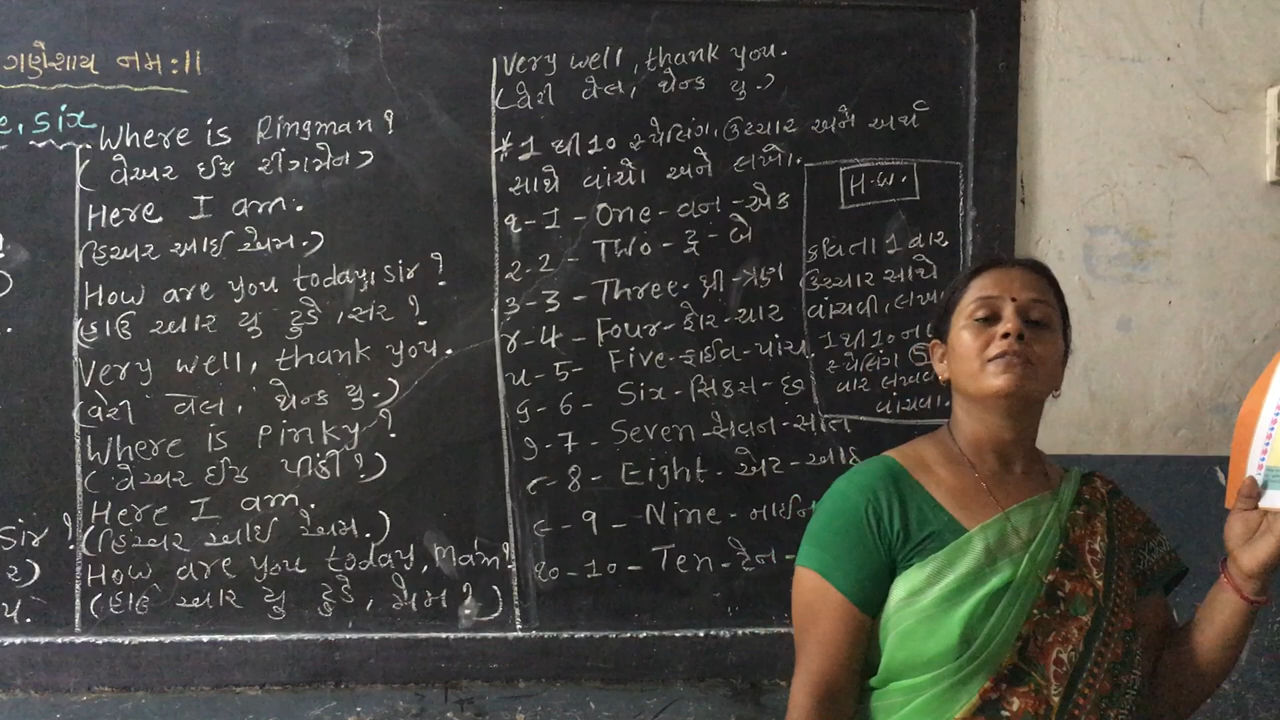 ગણેશાય નમ:॥
e, six
Where is Ringman?
(વેઅર ઈઝ રીંગમેન)
Here I am.
(હિઅર આઈ એમ.)
How are you today, sir?
(હાઉ આર યુ ટુડે, સર?
Very well, thank you.
(વેરી વેલ, થેન્ક યુ.)
Where is Pinky?
(વેઅર ઈઝ પીંકી?)
Here I am.
(હિઅર આઈ એમ.)
How are you today, mam?
(હાઉ આર યુ ટુડે, મેમ?)
Sir?
ર)
Very well, thank you.
(વેરી વેલ, થેન્ક યુ.)
* 1 થી 10 સ્પેલિંગ, ઉચ્ચાર અને અર્થ
સાથે વાંચો અને લખો.
૧-1 - One - વન - એક
૨-2 - Two - ટુ - બે
૩-3 - Three - થ્રી - ત્રણ
૪-4 - Four - ફોર - ચાર
૫-5 - Five - ફાઈવ - પાંચ
૬-6 - Six - સિકસ - છ
૭-7 - Seven - સેવન - સાત
૮-8 - Eight - એટ - આઠ
૯-9 - Nine - નાઈન
૧૦-10 - Ten - ટેન -
H.W.
કવિતા 1 વાર
ઉચ્ચાર સાથે
વાંચવી, લખ
1 થી 10 ના
સ્પેલિંગ 5
વાર લખવા
વાંચવા.